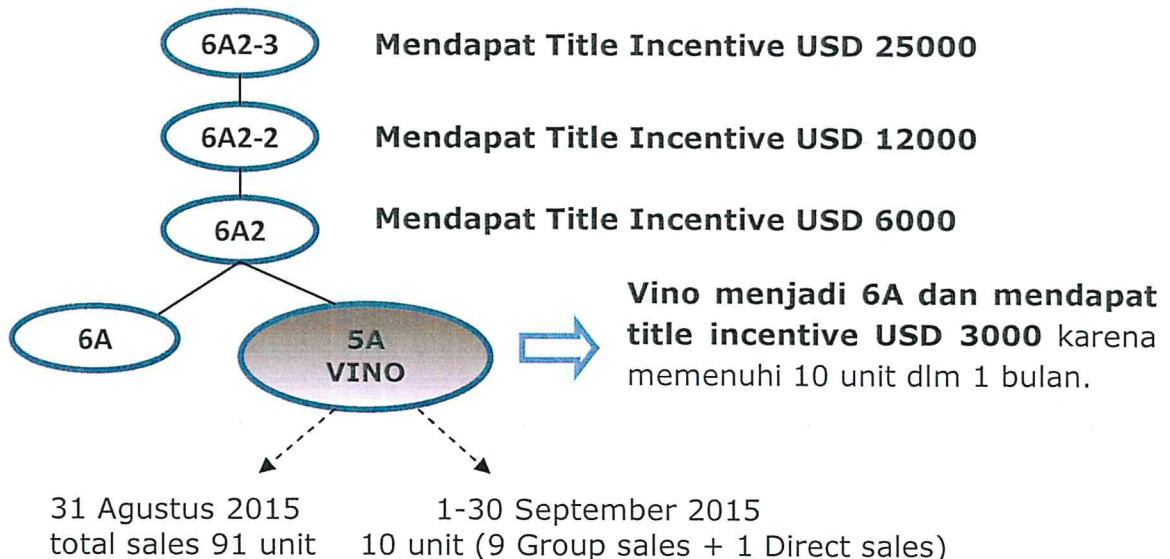 6A2-3
Mendapat Title Incentive USD 25000
6A2-2
Mendapat Title Incentive USD 12000
6A2
Mendapat Title Incentive USD 6000
6A
5A
VINO
Vino menjadi 6A dan mendapat
title incentive USD 3000 karena
memenuhi 10 unit dlm 1 bulan.
31 Agustus 2015
total sales 91 unit
1-30 September 2015
10 unit (9 Group sales + 1 Direct sales)